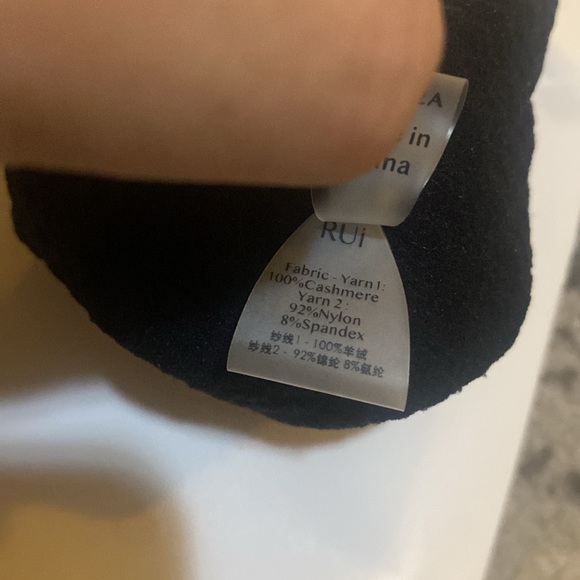 in
RUi
Fabric - Yarn 1:
100%Cashmere
Yarn 2 :
92%Nylon
8%Spandex
纱线1 - 100%羊绒
纱线2 - 92%锦纶 8%氨纶